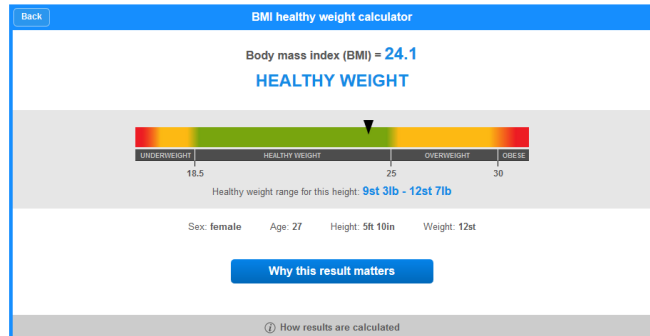 Back
BMI healthy weight calculator
Body mass index (BMI) = 24.1
HEALTHY WEIGHT
UNDERWEIGHT HEALTHY WEIGHT OVERWEIGHT OBESE
18.5 25 30
Healthy weight range for this height: 9st 3lb - 12st 7lb
Sex: female Age: 27 Height: 5ft 10in Weight: 12st
Why this result matters
i How results are calculated